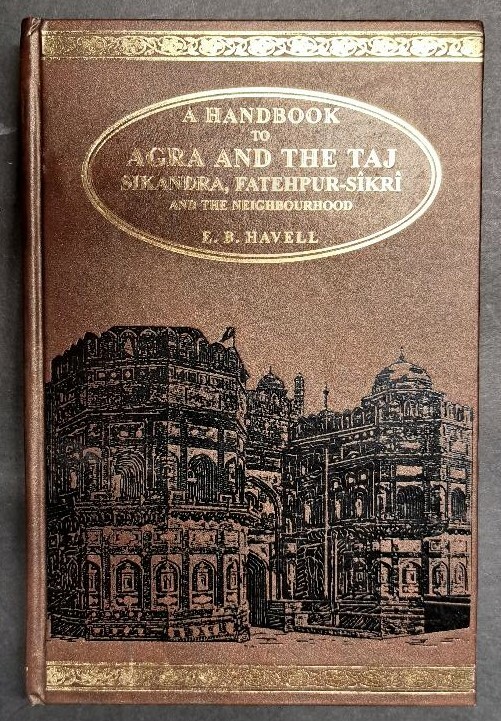 A HANDBOOK
TO
AGRA AND THE TAJ
SIKANDRA, FATEHPUR-SÎKRÎ
AND THE NEIGHBOURHOOD
E. B. HAVELL